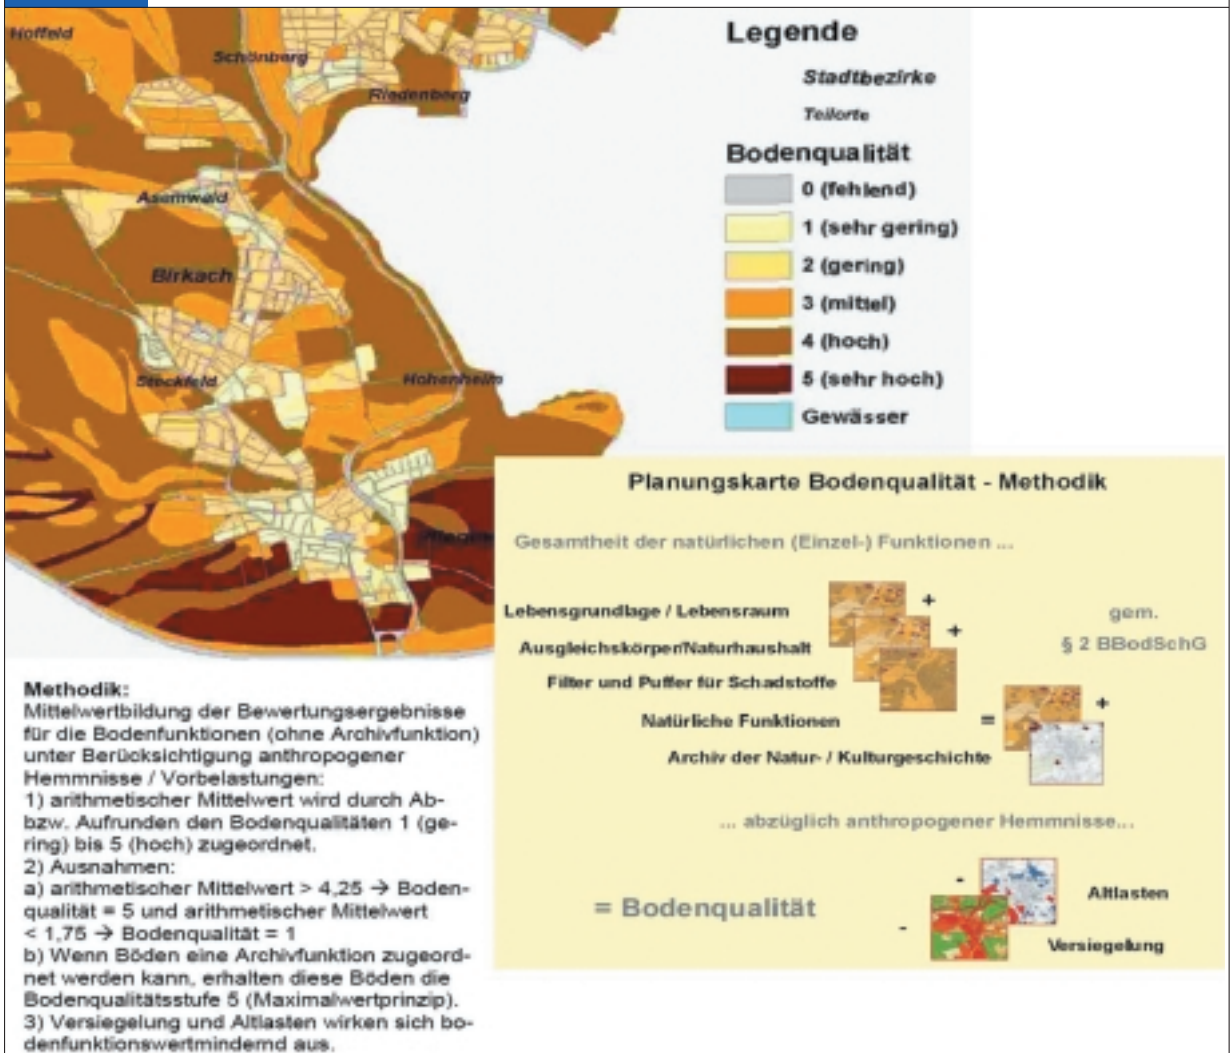 Hoffeld
Schönberg
Riedenberg
Asemwald
Birkach
Steckfeld
Hohenheim
Legende
Stadtbezirke
Teilorte
Bodenqualität
0 (fehlend)
1 (sehr gering)
2 (gering)
3 (mittel)
4 (hoch)
5 (sehr hoch)
Gewässer
Planungskarte Bodenqualität - Methodik
Gesamtheit der natürlichen (Einzel-) Funktionen ...
Lebensgrundlage / Lebensraum
+
Ausgleichskörper/Naturhaushalt
+
Filter und Puffer für Schadstoffe
gem.
§ 2 BBodSchG
Natürliche Funktionen
=
+
Archiv der Natur- / Kulturgeschichte
... abzüglich anthropogener Hemmnisse...
-
Altlasten
= Bodenqualität
-
Versiegelung
Methodik:
Mittelwertbildung der Bewertungsergebnisse
für die Bodenfunktionen (ohne Archivfunktion)
unter Berücksichtigung anthropogener
Hemmnisse / Vorbelastungen:
1) arithmetischer Mittelwert wird durch Ab-
bzw. Aufrunden den Bodenqualitäten 1 (ge-
ring) bis 5 (hoch) zugeordnet.
2) Ausnahmen:
a) arithmetischer Mittelwert > 4,25 → Boden-
qualität = 5 und arithmetischer Mittelwert
< 1,75 → Bodenqualität = 1
b) Wenn Böden eine Archivfunktion zugeord-
net werden kann, erhalten diese Böden die
Bodenqualitätsstufe 5 (Maximalwertprinzip).
3) Versiegelung und Altlasten wirken sich bo-
denfunktionswertmindernd aus.